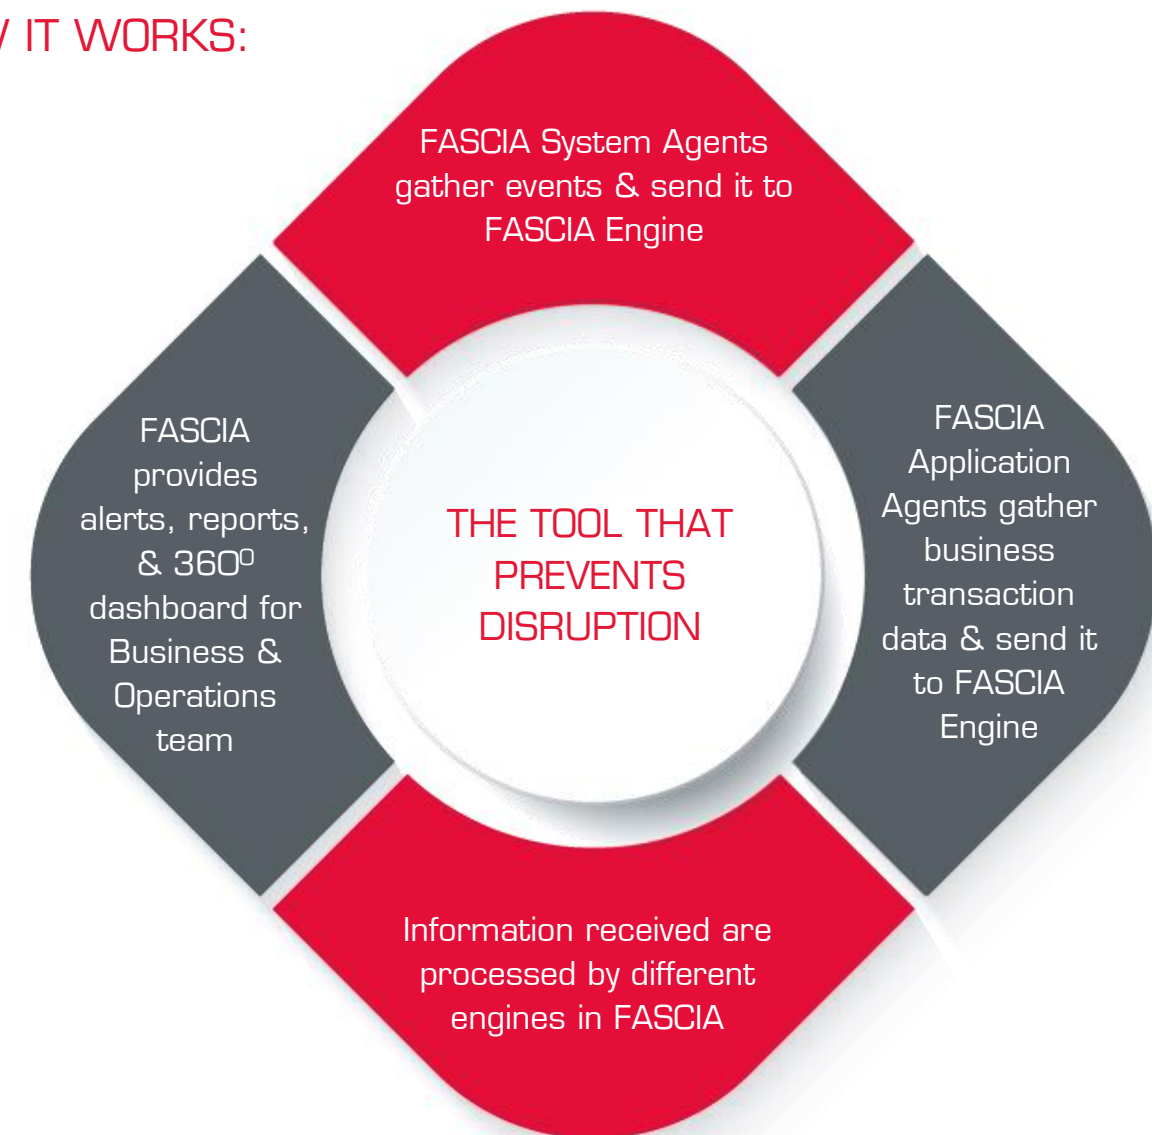 IT WORKS:
FASCIA System Agents
gather events & send it to
FASCIA Engine
FASCIA
Application
Agents gather
business
transaction
data & send it
to FASCIA
Engine
Information received are
processed by different
engines in FASCIA
FASCIA
provides
alerts, reports,
& 360⁰
dashboard for
Business &
Operations
team
THE TOOL THAT
PREVENTS
DISRUPTION